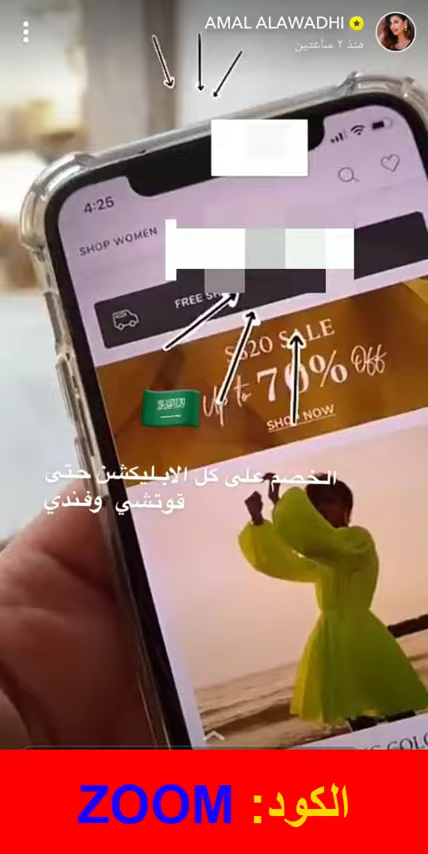 AMAL ALAWADHI
منذ ٢ ساعتين
4:25
SHOP WOMEN
FREE
SS20 SALE
Up to 70% Off
SHOP NOW
الخصم على كل الابليكشن حتى
قوتشي وفندي
الكود: ZOOM